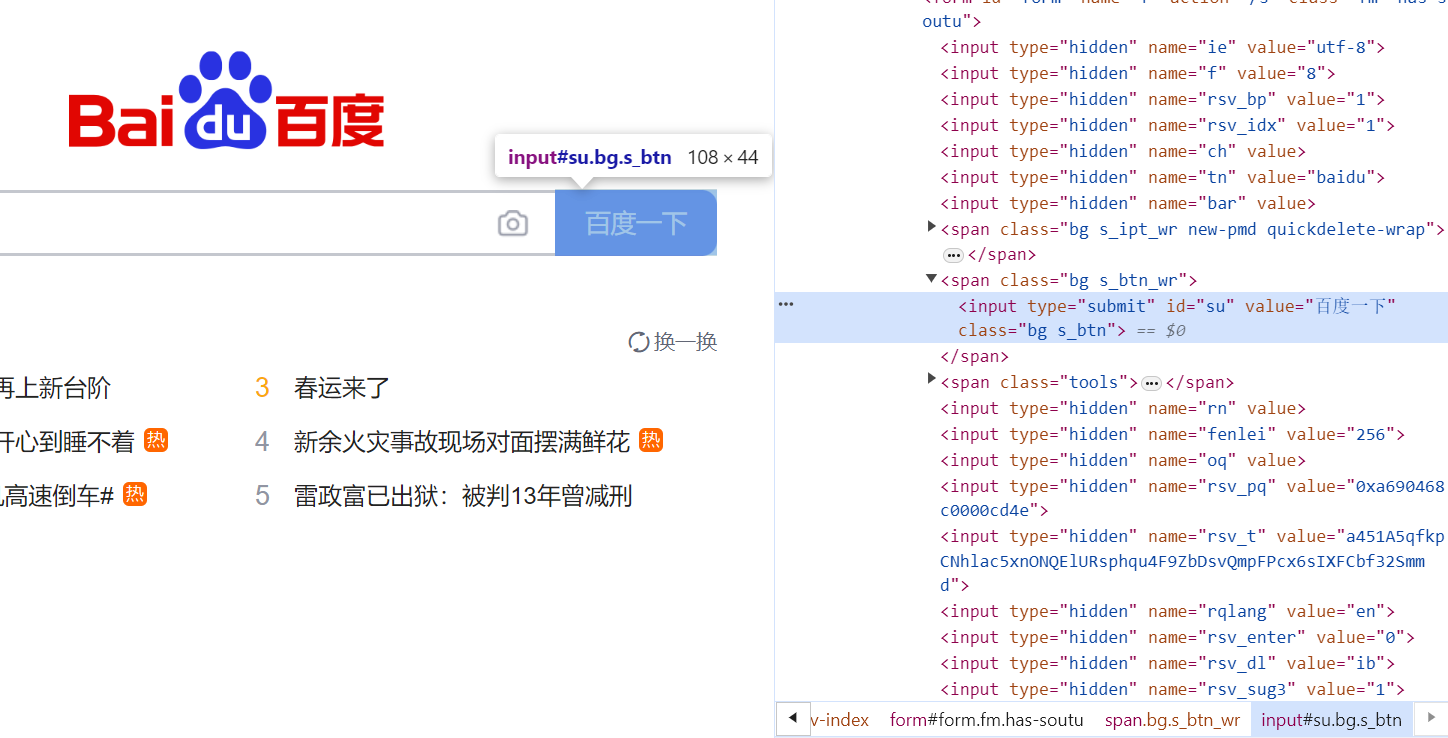 Baidu百度
input#su.bg.s_btn 108 × 44
百度一下
换一换
再上新台阶
3 春运来了
开心到睡不着 热
4 新余火灾事故现场对面摆满鲜花 热
高速倒车# 热
5 雷政富已出狱：被判13年曾减刑
outu">
<input type="hidden" name="ie" value="utf-8">
<input type="hidden" name="f" value="8">
<input type="hidden" name="rsv_bp" value="1">
<input type="hidden" name="rsv_idx" value="1">
<input type="hidden" name="ch" value>
<input type="hidden" name="tn" value="baidu">
<input type="hidden" name="bar" value>
<span class="bg s_ipt_wr new-pmd quickdelete-wrap">
</span>
<span class="bg s_btn_wr">
<input type="submit" id="su" value="百度一下"
class="bg s_btn"> == $0
</span>
<span class="tools"> </span>
<input type="hidden" name="rn" value>
<input type="hidden" name="fenlei" value="256">
<input type="hidden" name="oq" value>
<input type="hidden" name="rsv_pq" value="0xa690468
c0000cd4e">
<input type="hidden" name="rsv_t" value="a451A5qfkp
CNhlac5xnONQElURsphqu4F9ZbDsvQmpFPcx6sIXFCbf32Smm
d">
<input type="hidden" name="rqlang" value="en">
<input type="hidden" name="rsv_enter" value="0">
<input type="hidden" name="rsv_dl" value="ib">
<input type="hidden" name="rsv_sug3" value="1">
v-index form#form.fm.has-soutu span.bg.s_btn_wr input#su.bg.s_btn